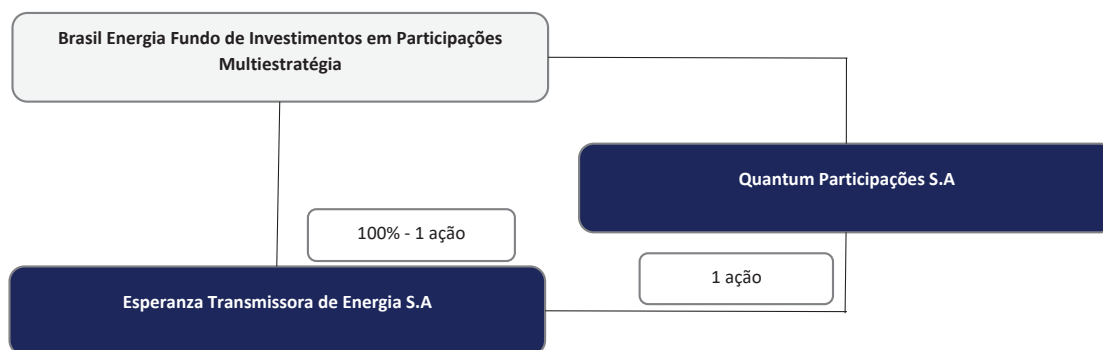 Brasil Energia Fundo de Investimentos em Participações
Multiestratégia
Quantum Participações S.A
100% - 1 ação
1 ação
Esperanza Transmissora de Energia S.A